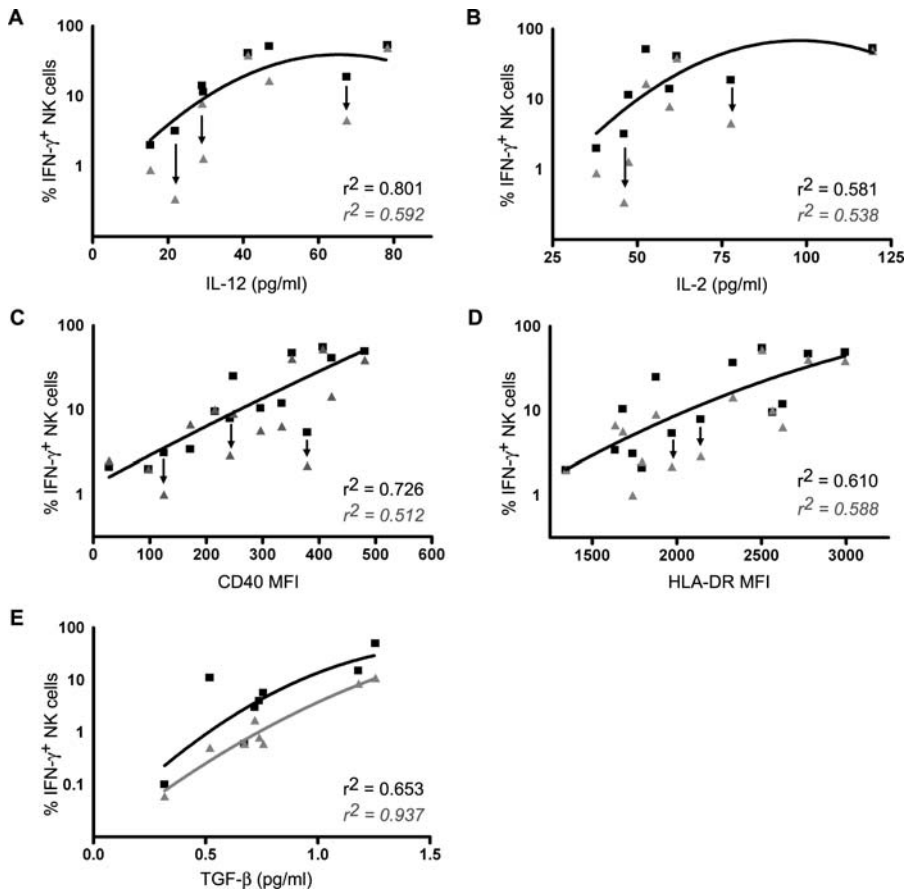 A
% IFN-γ+ NK cells
100
10
1
r2 = 0.801
r2 = 0.592
0 20 40 60 80
IL-12 (pg/ml)
B
% IFN-γ+ NK cells
100
10
1
r2 = 0.581
r2 = 0.538
25 50 75 100 125
IL-2 (pg/ml)
C
% IFN-γ+ NK cells
100
10
1
r2 = 0.726
r2 = 0.512
0 100 200 300 400 500 600
CD40 MFI
D
% IFN-γ+ NK cells
100
10
1
r2 = 0.610
r2 = 0.588
1500 2000 2500 3000
HLA-DR MFI
E
% IFN-γ+ NK cells
100
10
1
0.1
r2 = 0.653
r2 = 0.937
0.0 0.5 1.0 1.5
TGF-β (pg/ml)